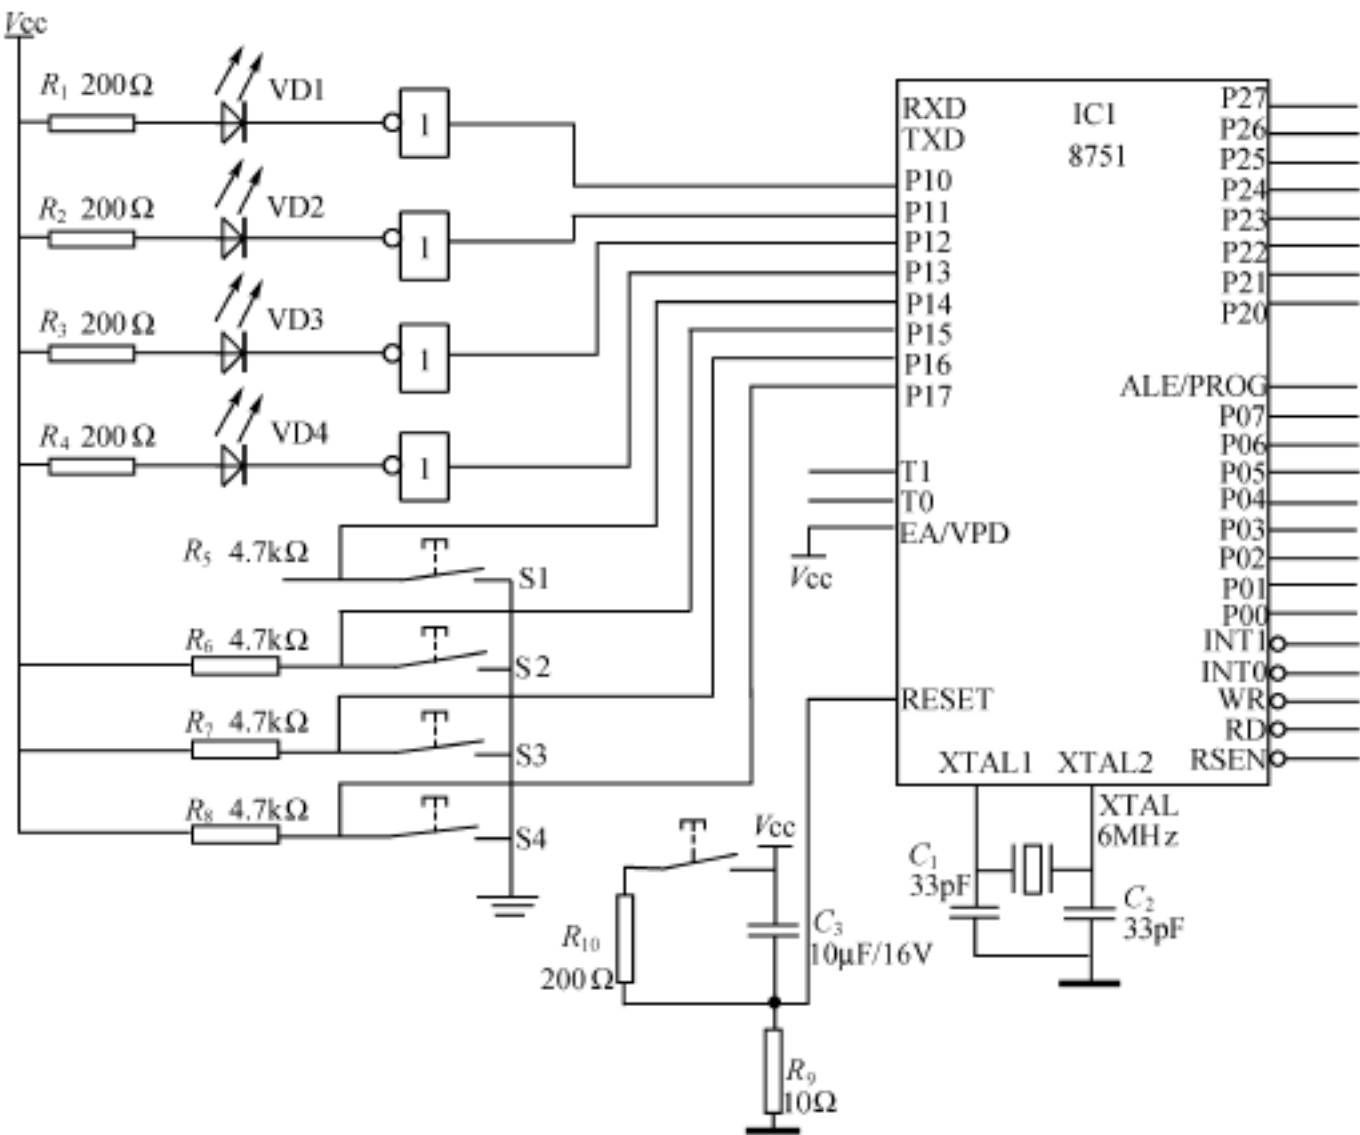 Vcc
R1 200Ω
VD1
1
R2 200Ω
VD2
1
R3 200Ω
VD3
1
R4 200Ω
VD4
1
R5 4.7kΩ
S1
R6 4.7kΩ
S2
R7 4.7kΩ
S3
R8 4.7kΩ
S4
IC1
8751
RXD
TXD
P10
P11
P12
P13
P14
P15
P16
P17
T1
T0
EA/VPD
Vcc
RESET
XTAL1 XTAL2
P27
P26
P25
P24
P23
P22
P21
P20
ALE/PROG
P07
P06
P05
P04
P03
P02
P01
P00
INT1
INT0
WR
RD
RSEN
XTAL
6MHz
C1
33pF
C2
33pF
Vcc
C3
10μF/16V
R10
200Ω
R9
10Ω